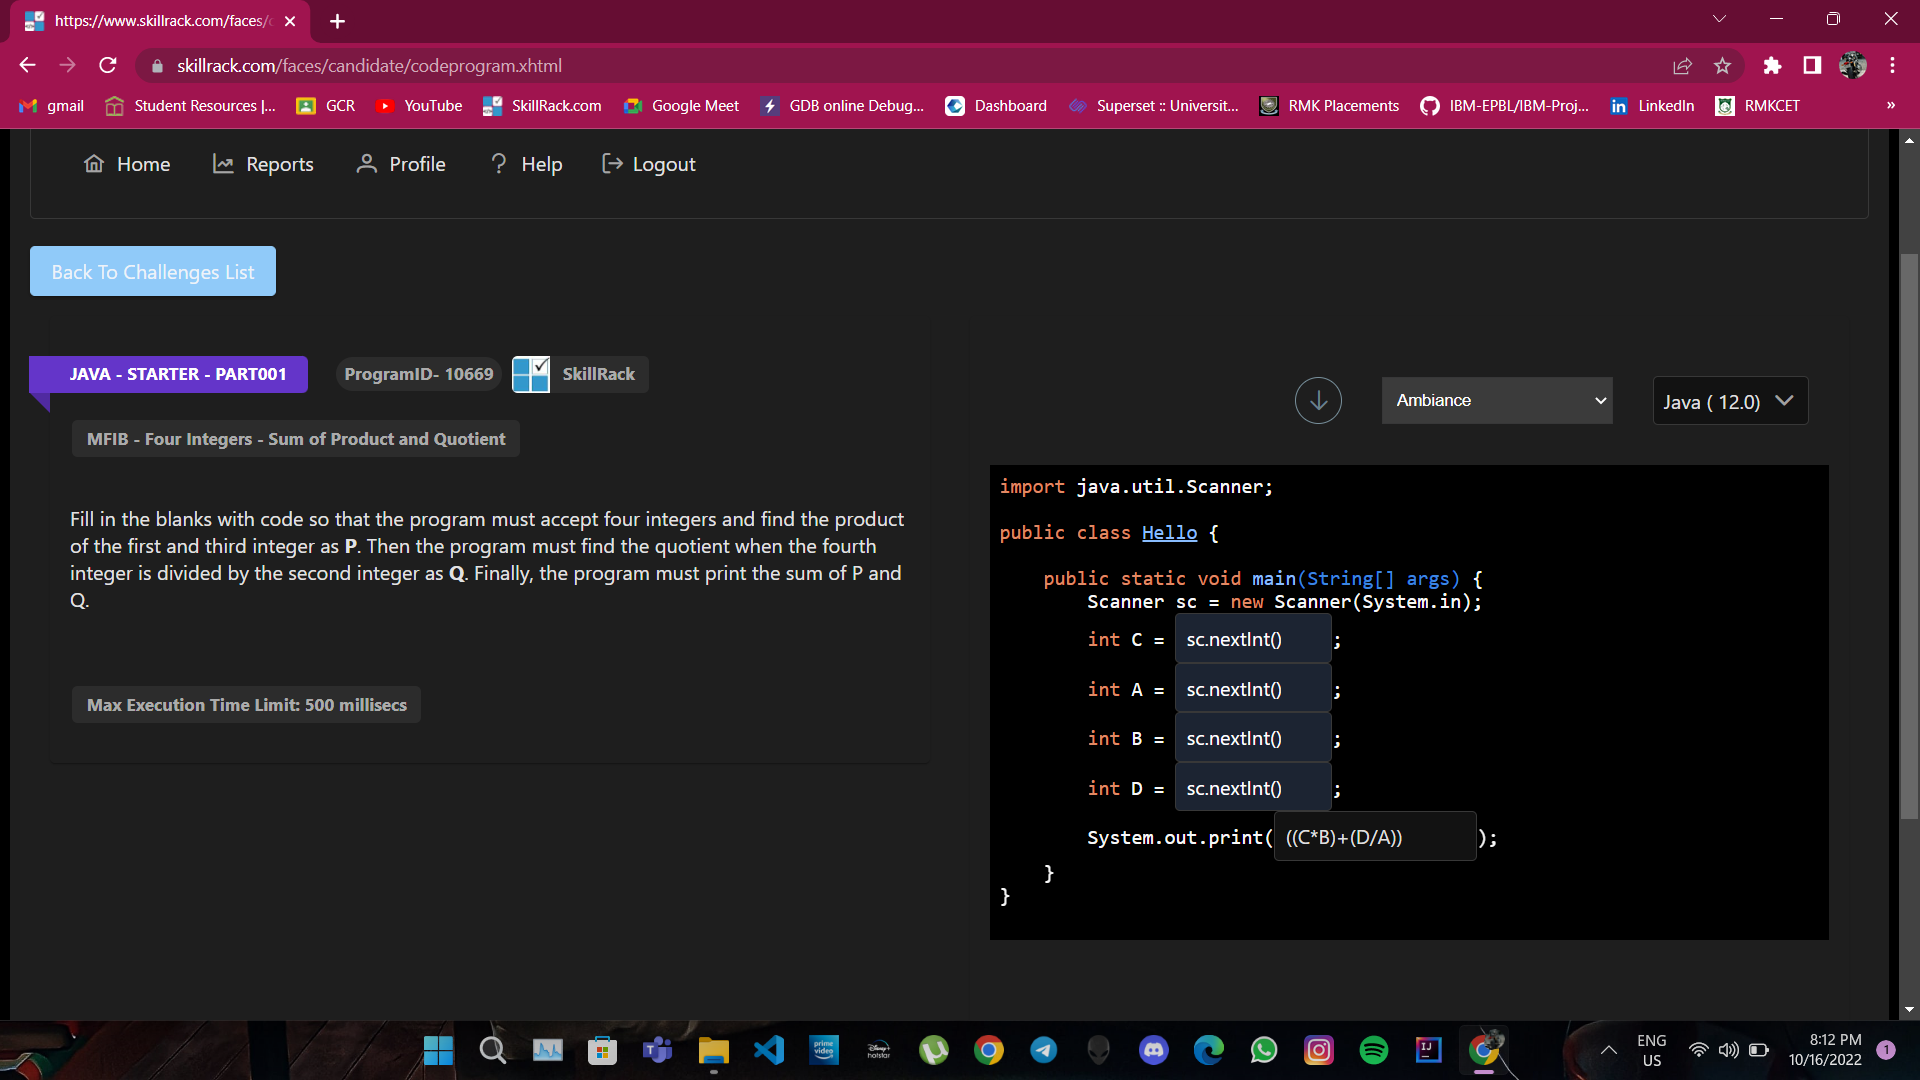 https://www.skillrack.com/faces/c
skillrack.com/faces/candidate/codeprogram.xhtml
gmail Student Resources |... GCR YouTube SkillRack.com Google Meet GDB online Debug... Dashboard Superset :: Universit... RMK Placements IBM-EPBL/IBM-Proj... LinkedIn RMKCET »
Home Reports Profile Help Logout
Back To Challenges List
JAVA - STARTER - PART001 ProgramID- 10669 SkillRack
MFIB - Four Integers - Sum of Product and Quotient
Fill in the blanks with code so that the program must accept four integers and find the product
of the first and third integer as P. Then the program must find the quotient when the fourth
integer is divided by the second integer as Q. Finally, the program must print the sum of P and
Q.
Max Execution Time Limit: 500 millisecs
Ambiance Java ( 12.0)
import java.util.Scanner;
public class Hello {
public static void main(String[] args) {
Scanner sc = new Scanner(System.in);
int C = sc.nextInt() ;
int A = sc.nextInt() ;
int B = sc.nextInt() ;
int D = sc.nextInt() ;
System.out.print( ((C*B)+(D/A)) );
}
}
prime video
Disney+ hotstar
ENG
US
8:12 PM
10/16/2022
1